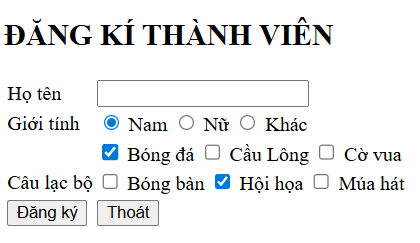 ĐĂNG KÍ THÀNH VIÊN
Họ tên
Giới tính Nam Nữ Khác
Bóng đá Cầu Lông Cờ vua
Câu lạc bộ Bóng bàn Hội họa Múa hát
Đăng ký Thoát